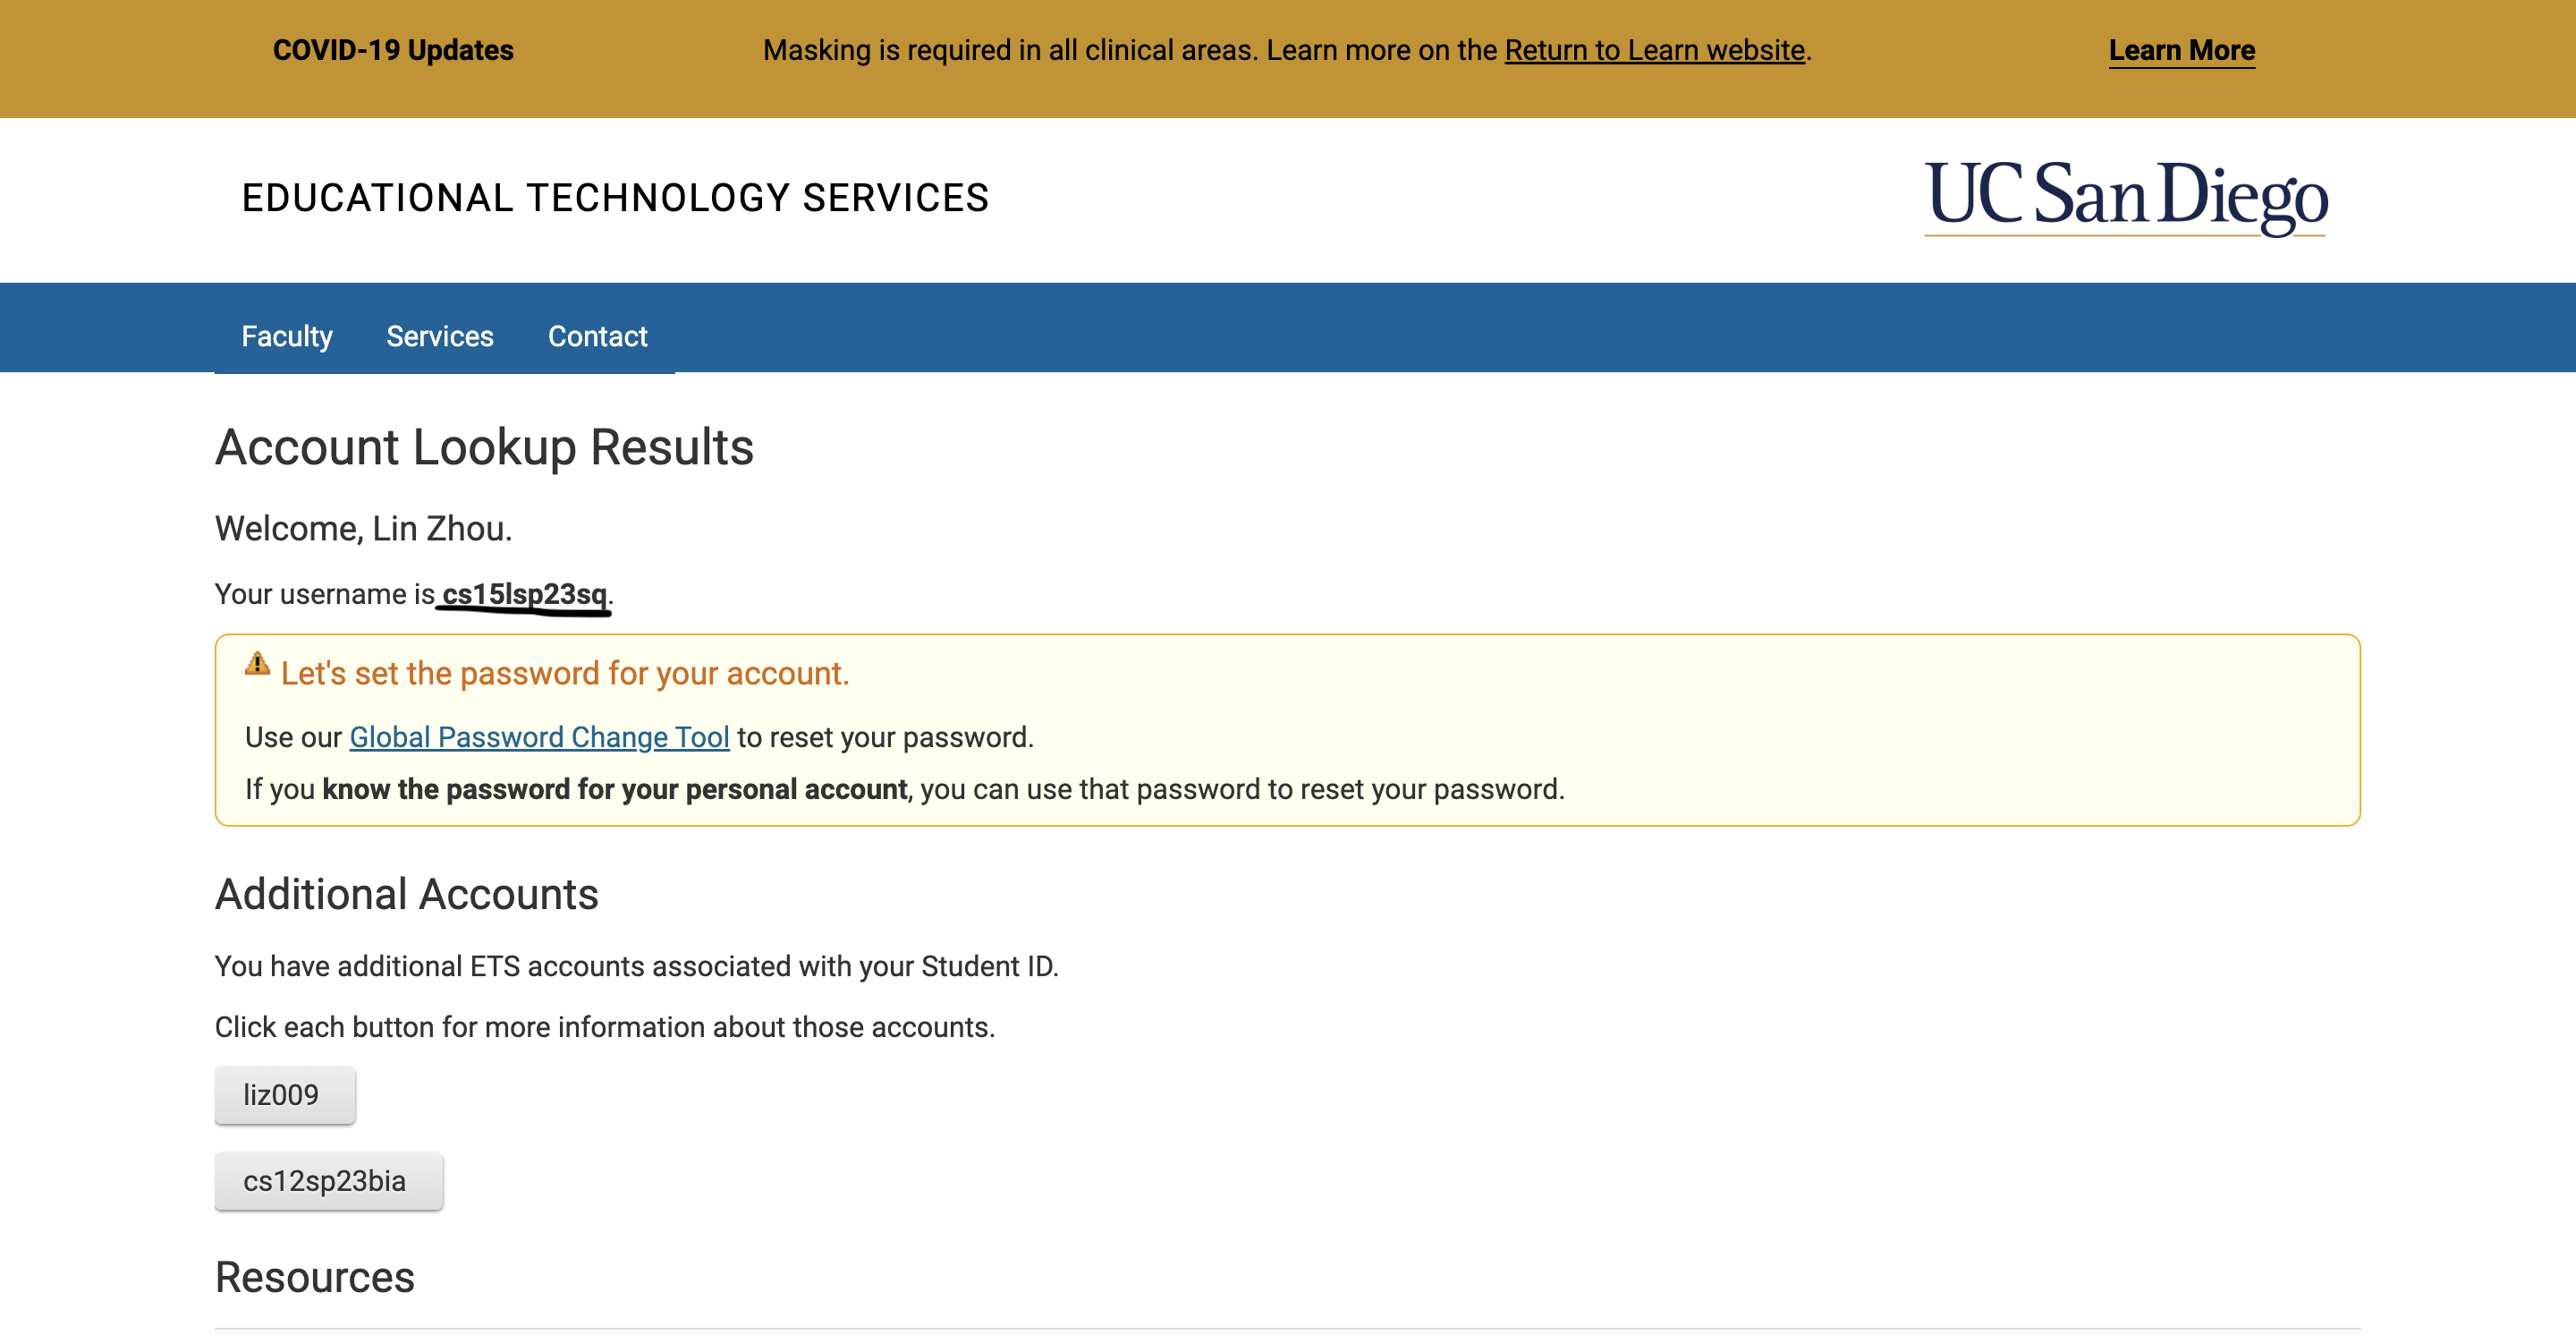 COVID-19 Updates
Masking is required in all clinical areas. Learn more on the Return to Learn website.
Learn More
EDUCATIONAL TECHNOLOGY SERVICES
UC San Diego
Faculty Services Contact
Account Lookup Results
Welcome, Lin Zhou.
Your username is cs15lsp23sq.
Let's set the password for your account.
Use our Global Password Change Tool to reset your password.
If you know the password for your personal account, you can use that password to reset your password.
Additional Accounts
You have additional ETS accounts associated with your Student ID.
Click each button for more information about those accounts.
liz009
cs12sp23bia
Resources